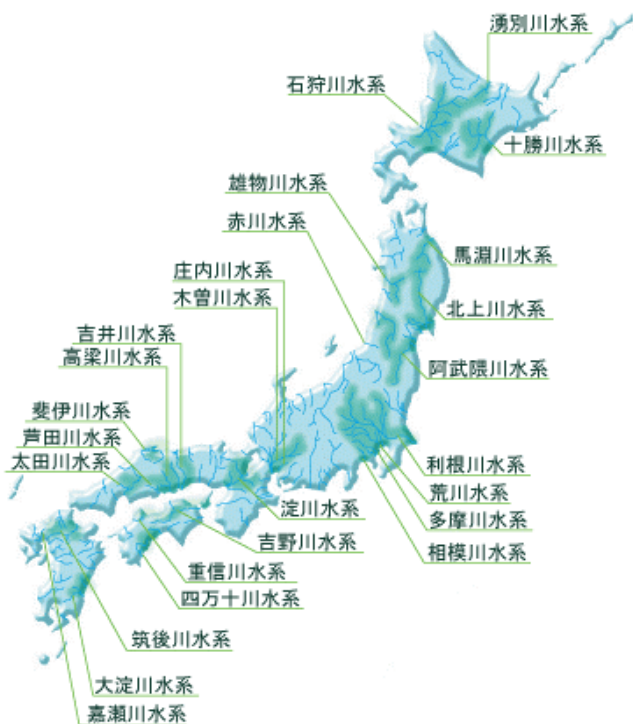 湧別川水系
石狩川水系
十勝川水系
雄物川水系
赤川水系
馬淵川水系
庄内川水系
木曽川水系
北上川水系
吉井川水系
高梁川水系
阿武隈川水系
斐伊川水系
芦田川水系
太田川水系
利根川水系
荒川水系
淀川水系
多摩川水系
吉野川水系
相模川水系
重信川水系
四万十川水系
筑後川水系
大淀川水系
嘉瀬川水系